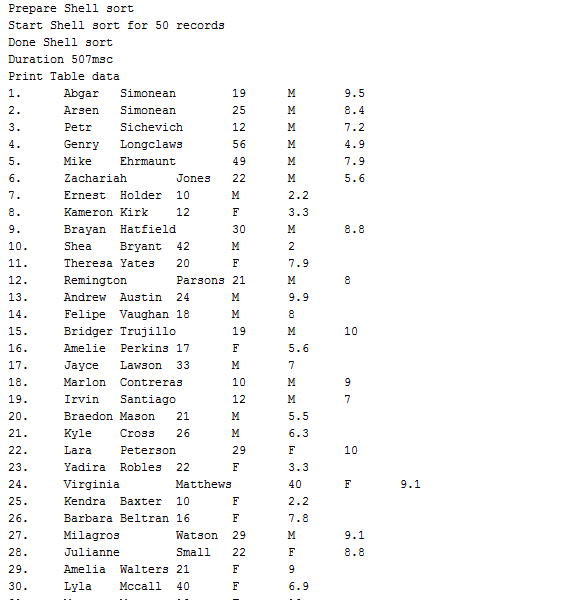 Prepare Shell sort
Start Shell sort for 50 records
Done Shell sort
Duration 507msc
Print Table data
1. Abgar Simonean 19 M 9.5
2. Arsen Simonean 25 M 8.4
3. Petr Sichevich 12 M 7.2
4. Genry Longclaws 56 M 4.9
5. Mike Ehrmaunt 49 M 7.9
6. Zachariah Jones 22 M 5.6
7. Ernest Holder 10 M 2.2
8. Kameron Kirk 12 F 3.3
9. Brayan Hatfield 30 M 8.8
10. Shea Bryant 42 M 2
11. Theresa Yates 20 F 7.9
12. Remington Parsons 21 M 8
13. Andrew Austin 24 M 9.9
14. Felipe Vaughan 18 M 8
15. Bridger Trujillo 19 M 10
16. Amelie Perkins 17 F 5.6
17. Jayce Lawson 33 M 7
18. Marlon Contreras 10 M 9
19. Irvin Santiago 12 M 7
20. Braedon Mason 21 M 5.5
21. Kyle Cross 26 M 6.3
22. Lara Peterson 29 F 10
23. Yadira Robles 22 F 3.3
24. Virginia Matthews 40 F 9.1
25. Kendra Baxter 10 F 2.2
26. Barbara Beltran 16 F 7.8
27. Milagros Watson 29 M 9.1
28. Julianne Small 22 F 8.8
29. Amelia Walters 21 F 9
30. Lyla Mccall 40 F 6.9